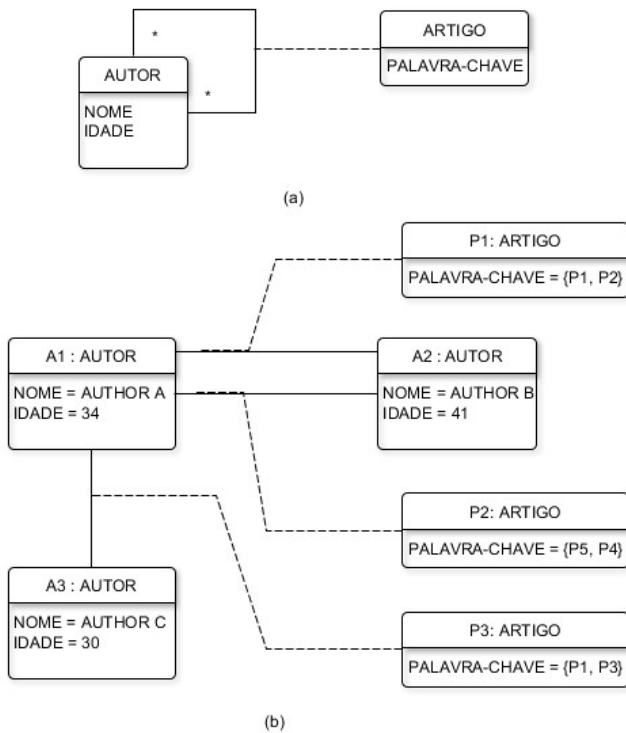 *
*
AUTOR
NOME
IDADE
ARTIGO
PALAVRA-CHAVE
(a)
P1: ARTIGO
PALAVRA-CHAVE = {P1, P2}
A1 : AUTOR
NOME = AUTHOR A
IDADE = 34
A2 : AUTOR
NOME = AUTHOR B
IDADE = 41
P2: ARTIGO
PALAVRA-CHAVE = {P5, P4}
A3 : AUTOR
NOME = AUTHOR C
IDADE = 30
P3: ARTIGO
PALAVRA-CHAVE = {P1, P3}
(b)